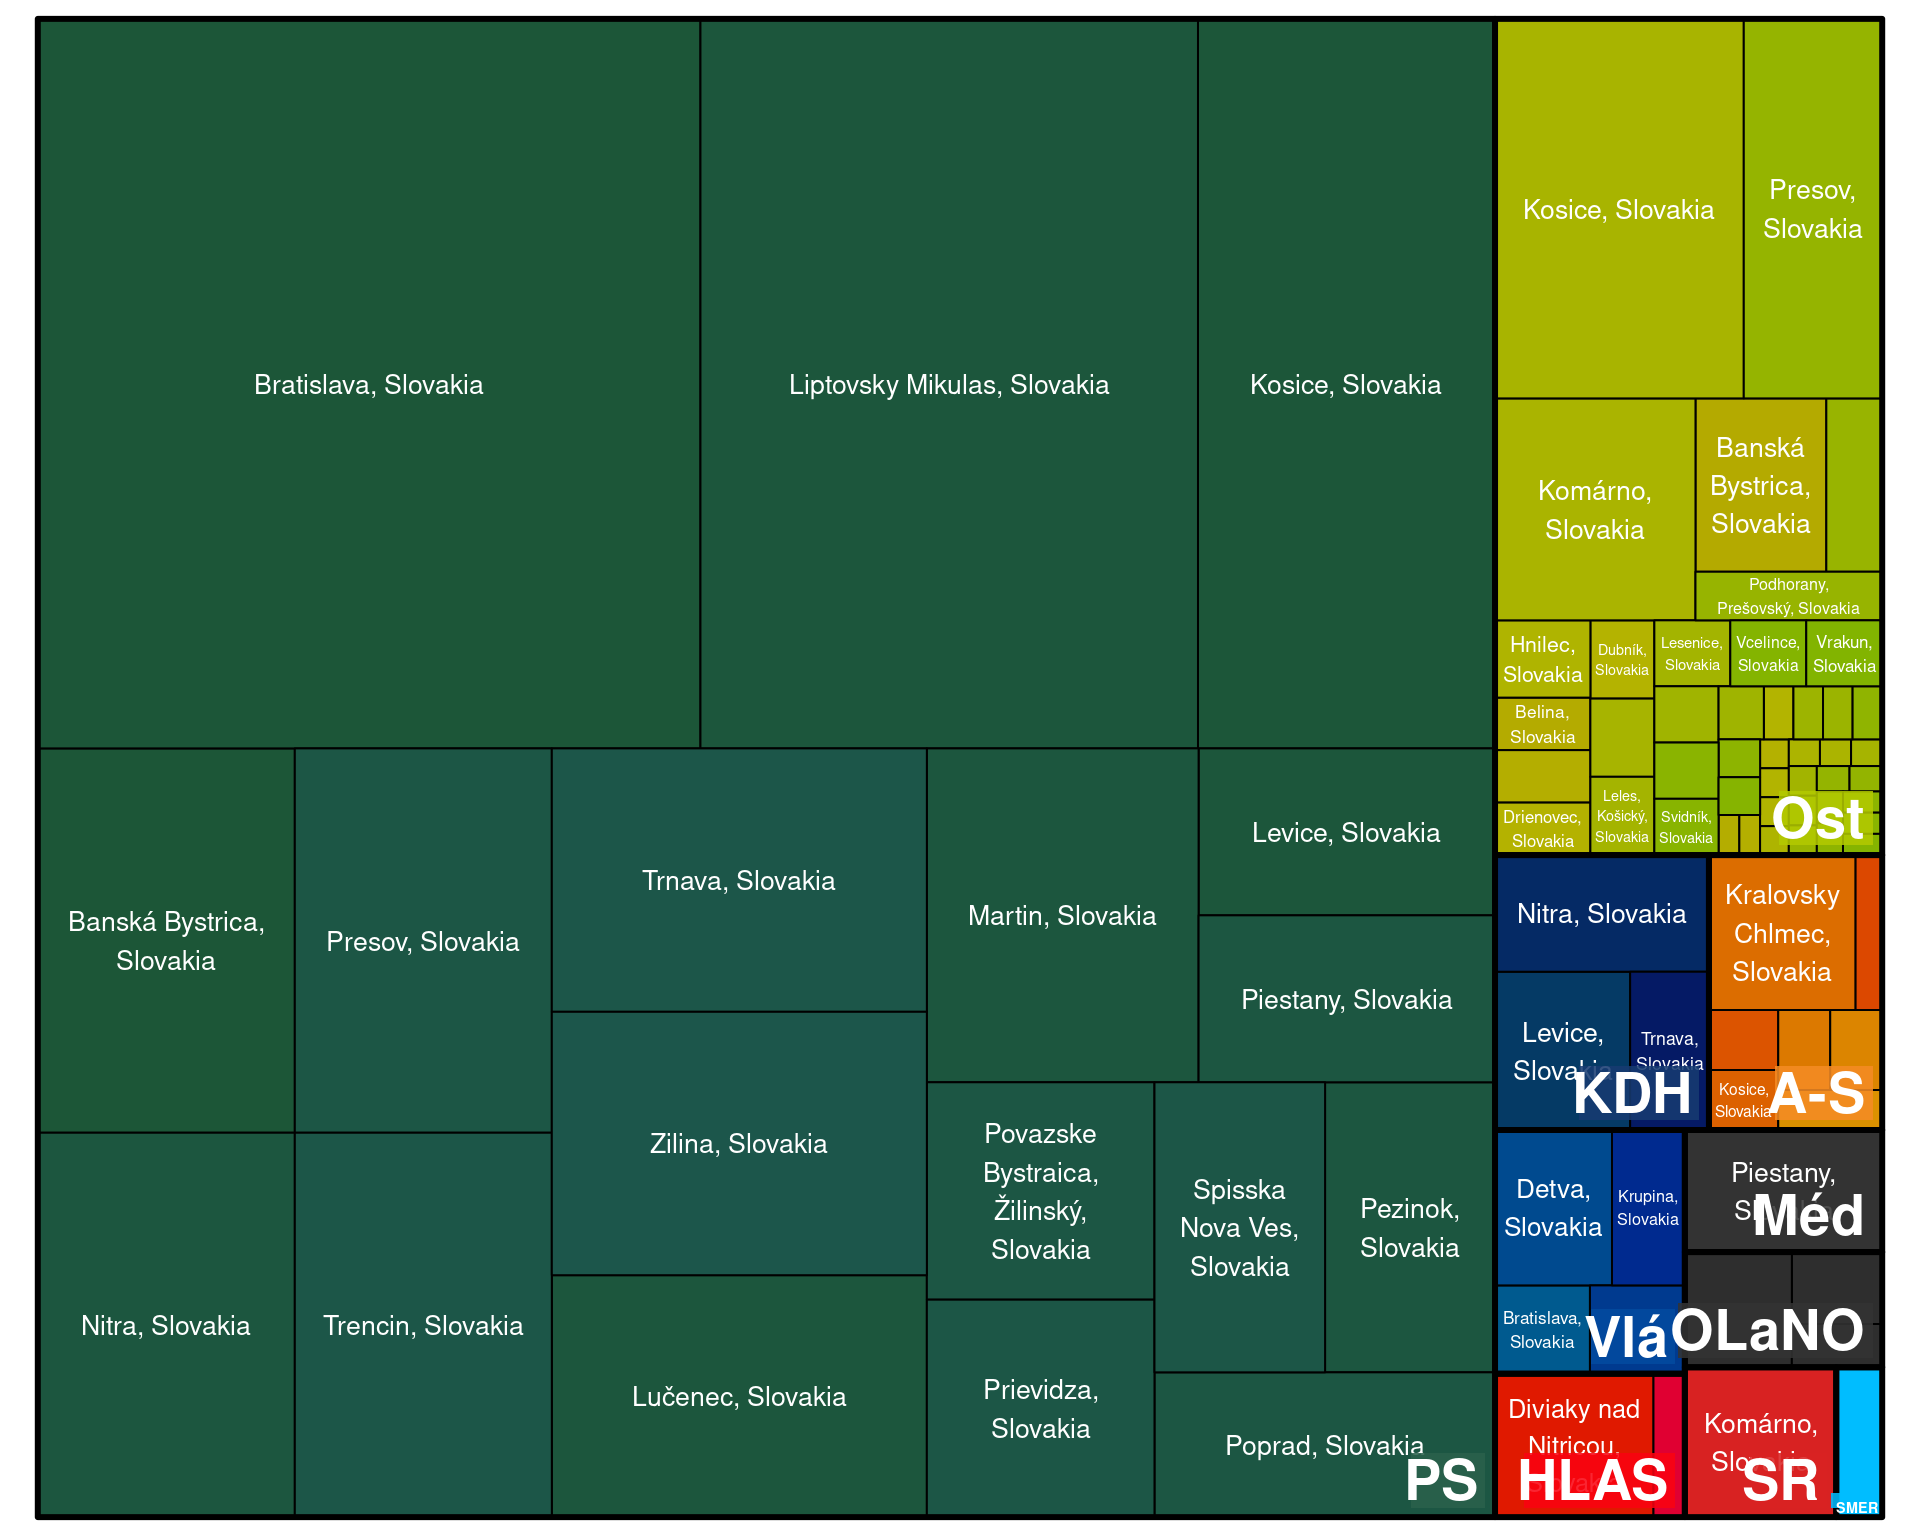 Bratislava, Slovakia
Liptovsky Mikulas, Slovakia
Kosice, Slovakia
Banská Bystrica,
Slovakia
Presov, Slovakia
Trnava, Slovakia
Martin, Slovakia
Levice, Slovakia
Piestany, Slovakia
Zilina, Slovakia
Nitra, Slovakia
Trencin, Slovakia
Lučenec, Slovakia
Povazske
Bystraica,
Žilinský,
Slovakia
Spisska
Nova Ves,
Slovakia
Pezinok,
Slovakia
Prievidza,
Slovakia
Poprad, Slovakia
PS
Kosice, Slovakia
Presov,
Slovakia
Komárno,
Slovakia
Banská
Bystrica,
Slovakia
Podhorany,
Prešovský, Slovakia
Hnilec,
Slovakia
Dubník,
Slovakia
Lesenice,
Slovakia
Vcelince,
Slovakia
Vrakun,
Slovakia
Belina,
Slovakia
Drienovec,
Slovakia
Leles,
Košický,
Slovakia
Svidník,
Slovakia
Ost
Nitra, Slovakia
Levice,
Slovakia
Trnava,
Slovakia
KDH
Kralovsky
Chlmec,
Slovakia
Kosice,
Slovakia
A-S
Detva,
Slovakia
Krupina,
Slovakia
Bratislava,
Slovakia
Vlá
Piestany,
Méd
OLaNO
Diviaky nad
Nitricou,
Slovakia
HLAS
Komárno,
Slovakia
SR
SMER